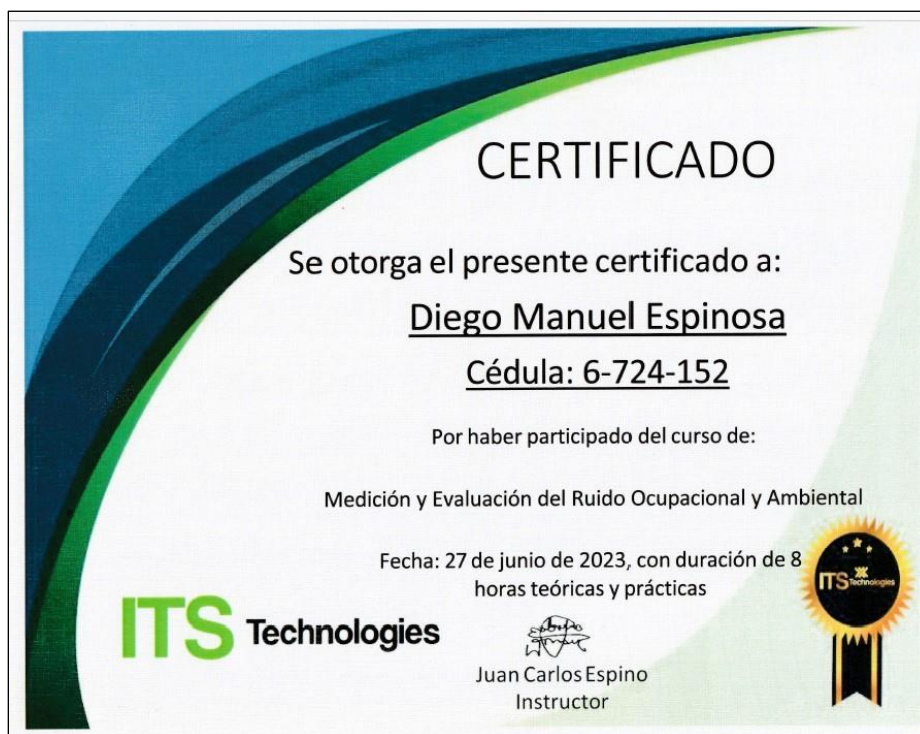 CERTIFICADO
Se otorga el presente certificado a:
Diego Manuel Espinosa
Cédula: 6-724-152
Por haber participado del curso de:
Medición y Evaluación del Ruido Ocupacional y Ambiental
Fecha: 27 de junio de 2023, con duración de 8
horas teóricas y prácticas
ITS Technologies
ITS Technologies
Juan Carlos Espino
Instructor